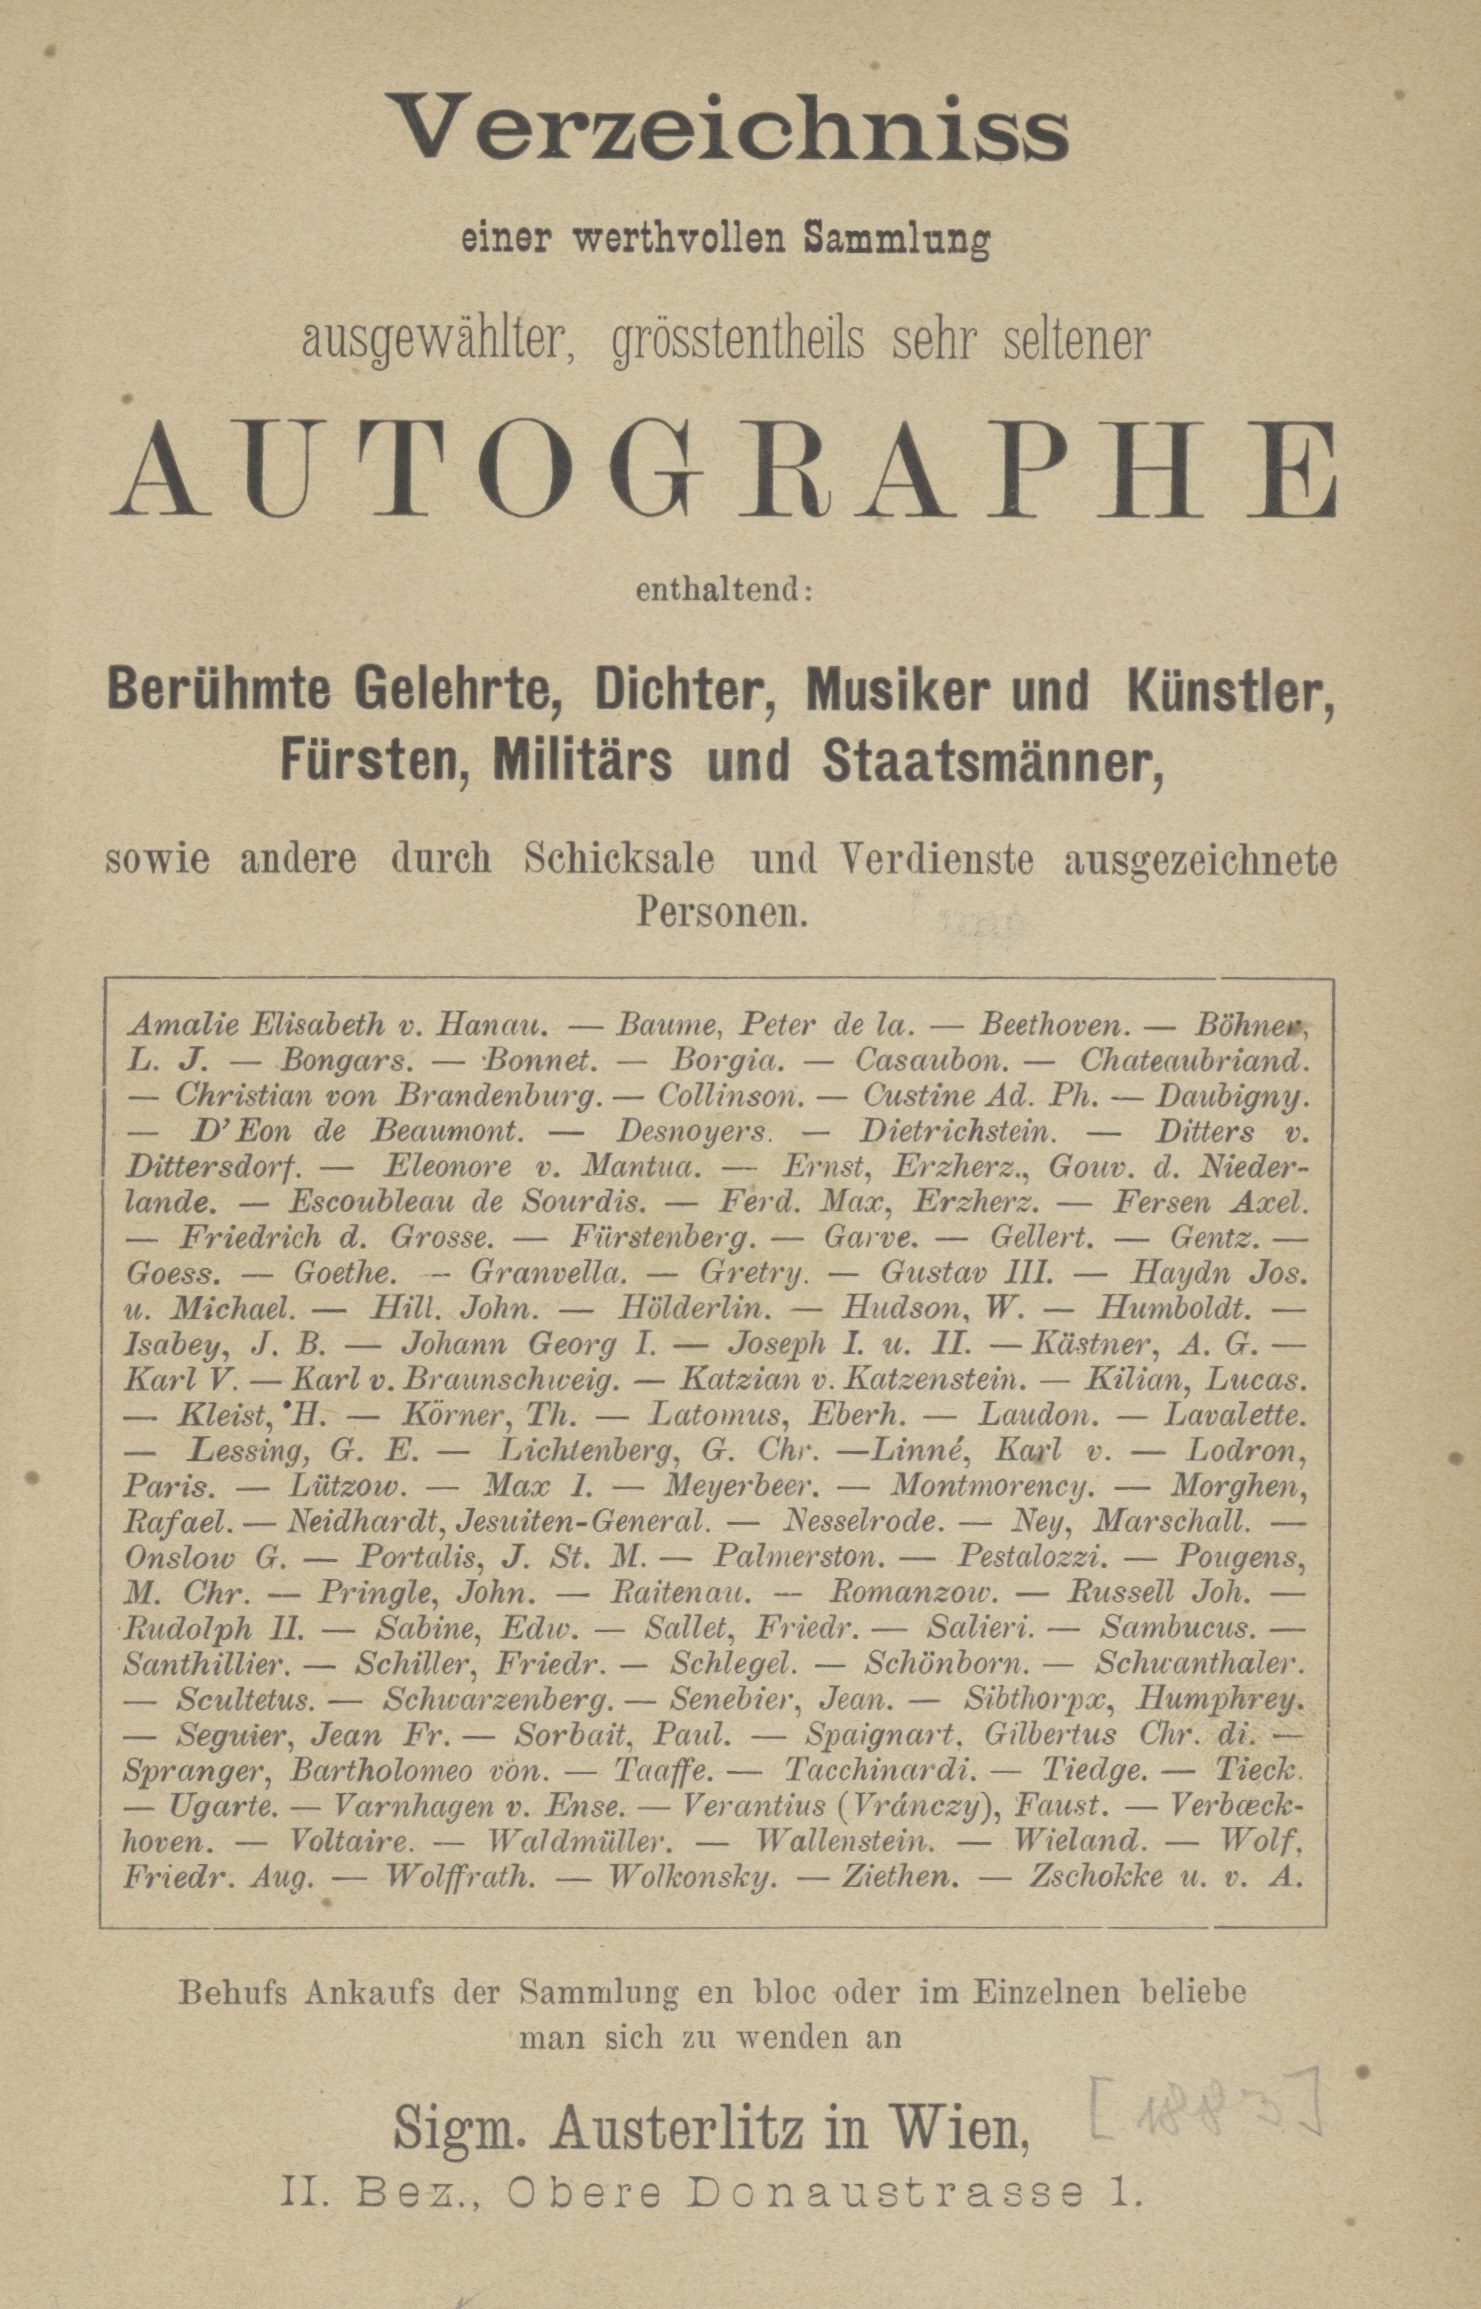 Verzeichniss
einer werthvollen Sammlung
ausgewählter, grösstentheils sehr seltener
AUTOGRAPHE
enthaltend:
Berühmte Gelehrte, Dichter, Musiker und Künstler,
Fürsten, Militärs und Staatsmänner,
sowie andere durch Schicksale und Verdienste ausgezeichnete
Personen.
Amalie Elisabeth v. Hanau. — Baume, Peter de la. — Beethoven. — Böhner,
L. J. — Bongars. — Bonnet. — Borgia. — Casaubon. — Chateaubriand.
— Christian von Brandenburg. — Collinson. — Custine Ad. Ph. — Daubigny.
— D'Eon de Beaumont. — Desnoyers. — Dietrichstein. — Ditters v.
Dittersdorf. — Eleonore v. Mantua. — Ernst, Erzherz., Gouv. d. Nieder-
lande. — Escoubleau de Sourdis. — Ferd. Max, Erzherz. — Fersen Axel.
— Friedrich d. Grosse. — Fürstenberg. — Garve. — Gellert. — Gentz. —
Goess. — Goethe. — Granvella. — Gretry. — Gustav III. — Haydn Jos.
u. Michael. — Hill. John. — Hölderlin. — Hudson, W. — Humboldt. —
Isabey, J. B. — Johann Georg I. — Joseph I. u. II. — Kästner, A. G. —
Karl V. — Karl v. Braunschweig. — Katzian v. Katzenstein. — Kilian, Lucas.
— Kleist, H. — Körner, Th. — Latomus, Eberh. — Laudon. — Lavalette.
— Lessing, G. E. — Lichtenberg, G. Chr. — Linné, Karl v. — Lodron,
Paris. — Lützow. — Max I. — Meyerbeer. — Montmorency. — Morghen,
Rafael. — Neidhardt, Jesuiten-General. — Nesselrode. — Ney, Marschall. —
Onslow G. — Portalis, J. St. M. — Palmerston. — Pestalozzi. — Pougens,
M. Chr. — Pringle, John. — Raitenau. — Romanzow. — Russell Joh. —
Rudolph II. — Sabine, Edw. — Sallet, Friedr. — Salieri. — Sambucus. —
Santhillier. — Schiller, Friedr. — Schlegel. — Schönborn. — Schwanthaler.
— Scultetus. — Schwarzenberg. — Senebier, Jean. — Sibthorpx, Humphrey.
— Seguier, Jean Fr. — Sorbait, Paul. — Spaignart, Gilbertus Chr. di. —
Spranger, Bartholomeo von. — Taaffe. — Tacchinardi. — Tiedge. — Tieck.
— Ugarte. — Varnhagen v. Ense. — Verantius (Vránczy), Faust. — Verbœck-
hoven. — Voltaire. — Waldmüller. — Wallenstein. — Wieland. — Wolf,
Friedr. Aug. — Wolffrath. — Wolkonsky. — Ziethen. — Zschokke u. v. A.
Behufs Ankaufs der Sammlung en bloc oder im Einzelnen beliebe
man sich zu wenden an
Sigm. Austerlitz in Wien,
[1883]
II. Bez., Obere Donaustrasse 1.